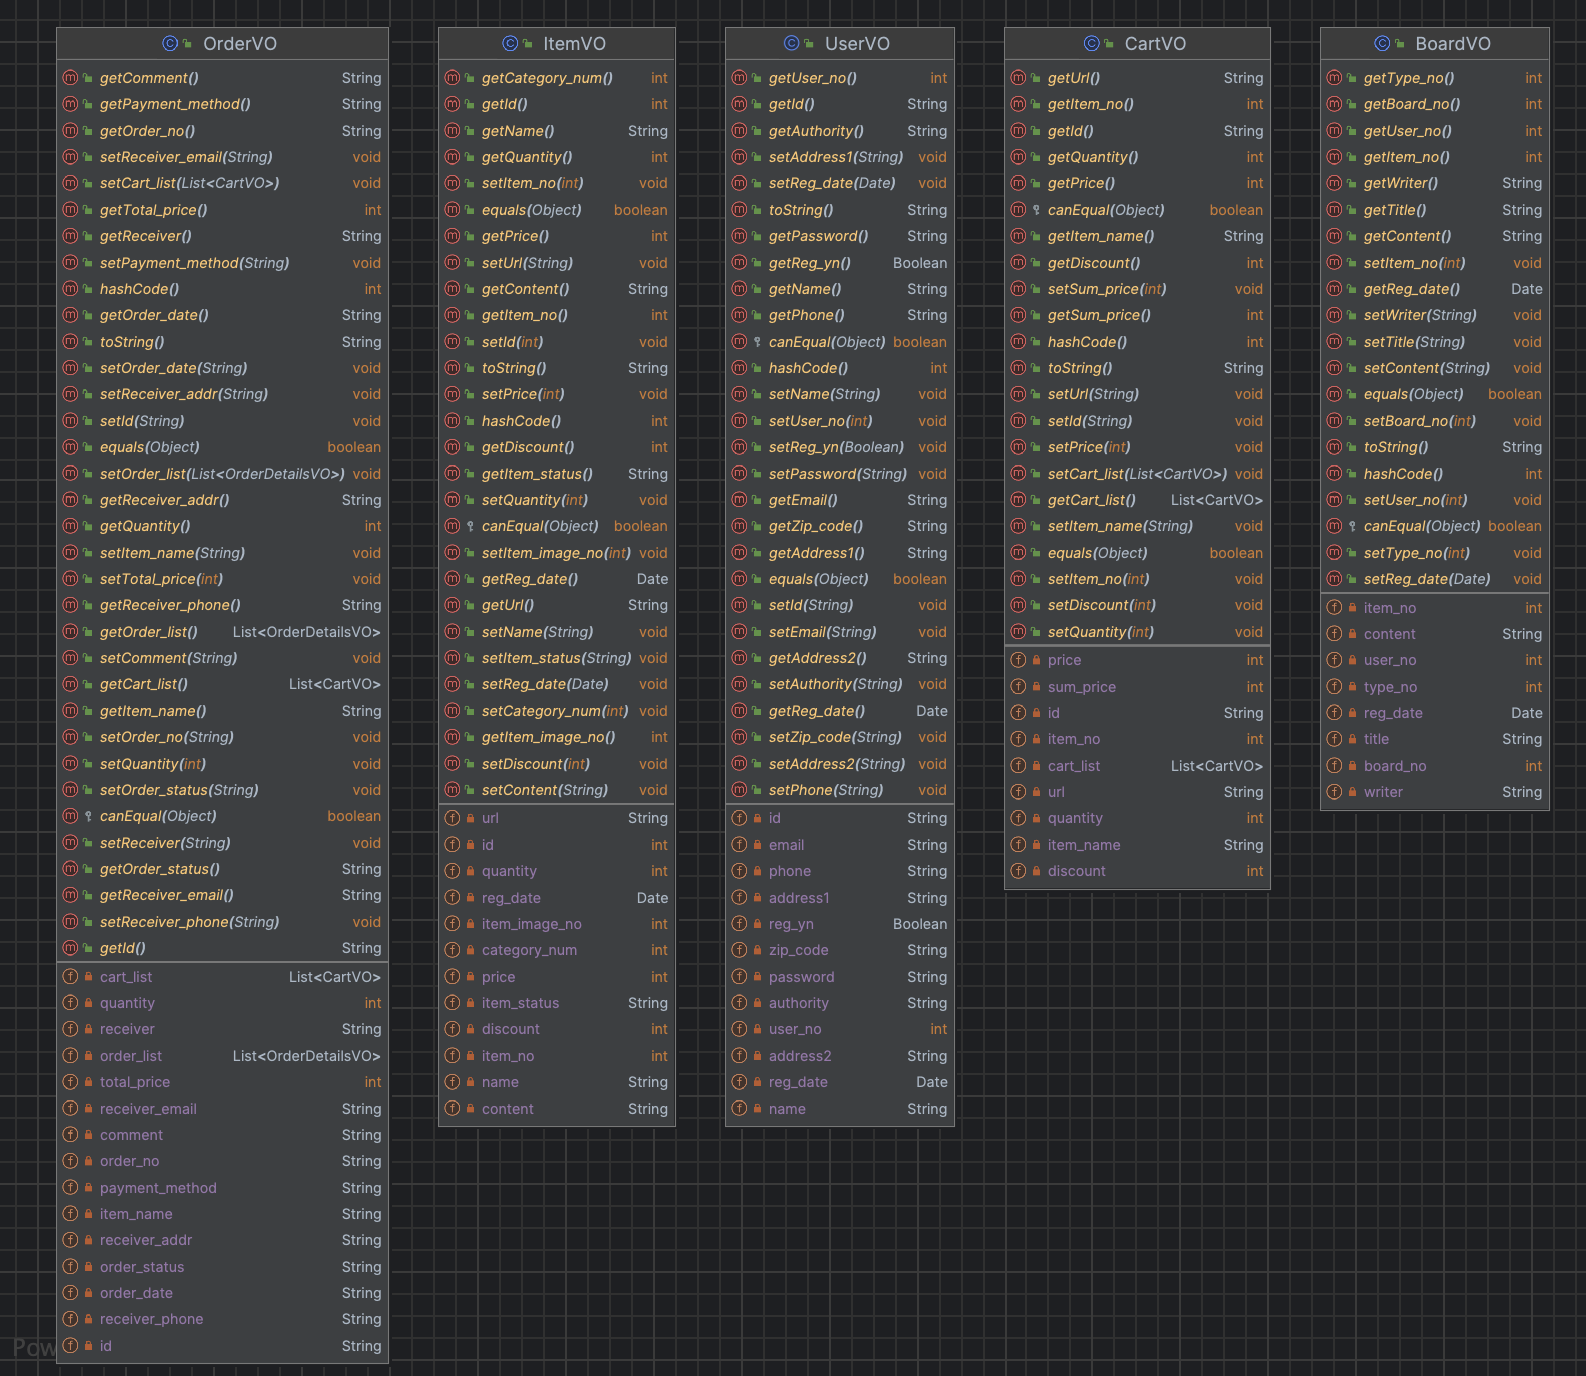 OrderVO
getComment() String
getPayment_method() String
getOrder_no() String
setReceiver_email(String) void
setCart_list(List<CartVO>) void
getTotal_price() int
getReceiver() String
setPayment_method(String) void
hashCode() int
getOrder_date() String
toString() String
setOrder_date(String) void
setReceiver_addr(String) void
setId(String) void
equals(Object) boolean
setOrder_list(List<OrderDetailsVO>) void
getReceiver_addr() String
getQuantity() int
setItem_name(String) void
setTotal_price(int) void
getReceiver_phone() String
getOrder_list() List<OrderDetailsVO>
setComment(String) void
getCart_list() List<CartVO>
getItem_name() String
setOrder_no(String) void
setQuantity(int) void
setOrder_status(String) void
canEqual(Object) boolean
setReceiver(String) void
getOrder_status() String
getReceiver_email() String
setReceiver_phone(String) void
getId() String
cart_list List<CartVO>
quantity int
receiver String
order_list List<OrderDetailsVO>
total_price int
receiver_email String
comment String
order_no String
payment_method String
item_name String
receiver_addr String
order_status String
order_date String
receiver_phone String
id String
ItemVO
getCategory_num() int
getId() int
getName() String
getQuantity() int
setItem_no(int) void
equals(Object) boolean
getPrice() int
setUrl(String) void
getContent() String
getItem_no() int
setId(int) void
toString() String
setPrice(int) void
hashCode() int
getDiscount() int
getItem_status() String
setQuantity(int) void
canEqual(Object) boolean
setItem_image_no(int) void
getReg_date() Date
getUrl() String
setName(String) void
setItem_status(String) void
setReg_date(Date) void
setCategory_num(int) void
getItem_image_no() int
setDiscount(int) void
setContent(String) void
url String
id int
quantity int
reg_date Date
item_image_no int
category_num int
price int
item_status String
discount int
item_no int
name String
content String
UserVO
getUser_no() int
getId() String
getAuthority() String
setAddress1(String) void
setReg_date(Date) void
toString() String
getPassword() String
getReg_yn() Boolean
getName() String
getPhone() String
canEqual(Object) boolean
hashCode() int
setName(String) void
setUser_no(int) void
setReg_yn(Boolean) void
setPassword(String) void
getEmail() String
getZip_code() String
getAddress1() String
equals(Object) boolean
setId(String) void
setEmail(String) void
getAddress2() String
setAuthority(String) void
getReg_date() Date
setZip_code(String) void
setAddress2(String) void
setPhone(String) void
id String
email String
phone String
address1 String
reg_yn Boolean
zip_code String
password String
authority String
user_no int
address2 String
reg_date Date
name String
CartVO
getUrl() String
getItem_no() int
getId() String
getQuantity() int
getPrice() int
canEqual(Object) boolean
getItem_name() String
getDiscount() int
setSum_price(int) void
getSum_price() int
hashCode() int
toString() String
setUrl(String) void
setId(String) void
setPrice(int) void
setCart_list(List<CartVO>) void
getCart_list() List<CartVO>
setItem_name(String) void
equals(Object) boolean
setItem_no(int) void
setDiscount(int) void
setQuantity(int) void
price int
sum_price int
id String
item_no int
cart_list List<CartVO>
url String
quantity int
item_name String
discount int
BoardVO
getType_no() int
getBoard_no() int
getUser_no() int
getItem_no() int
getWriter() String
getTitle() String
getContent() String
setItem_no(int) void
getReg_date() Date
setWriter(String) void
setTitle(String) void
setContent(String) void
equals(Object) boolean
setBoard_no(int) void
toString() String
hashCode() int
setUser_no(int) void
canEqual(Object) boolean
setType_no(int) void
setReg_date(Date) void
item_no int
content String
user_no int
type_no int
reg_date Date
title String
board_no int
writer String